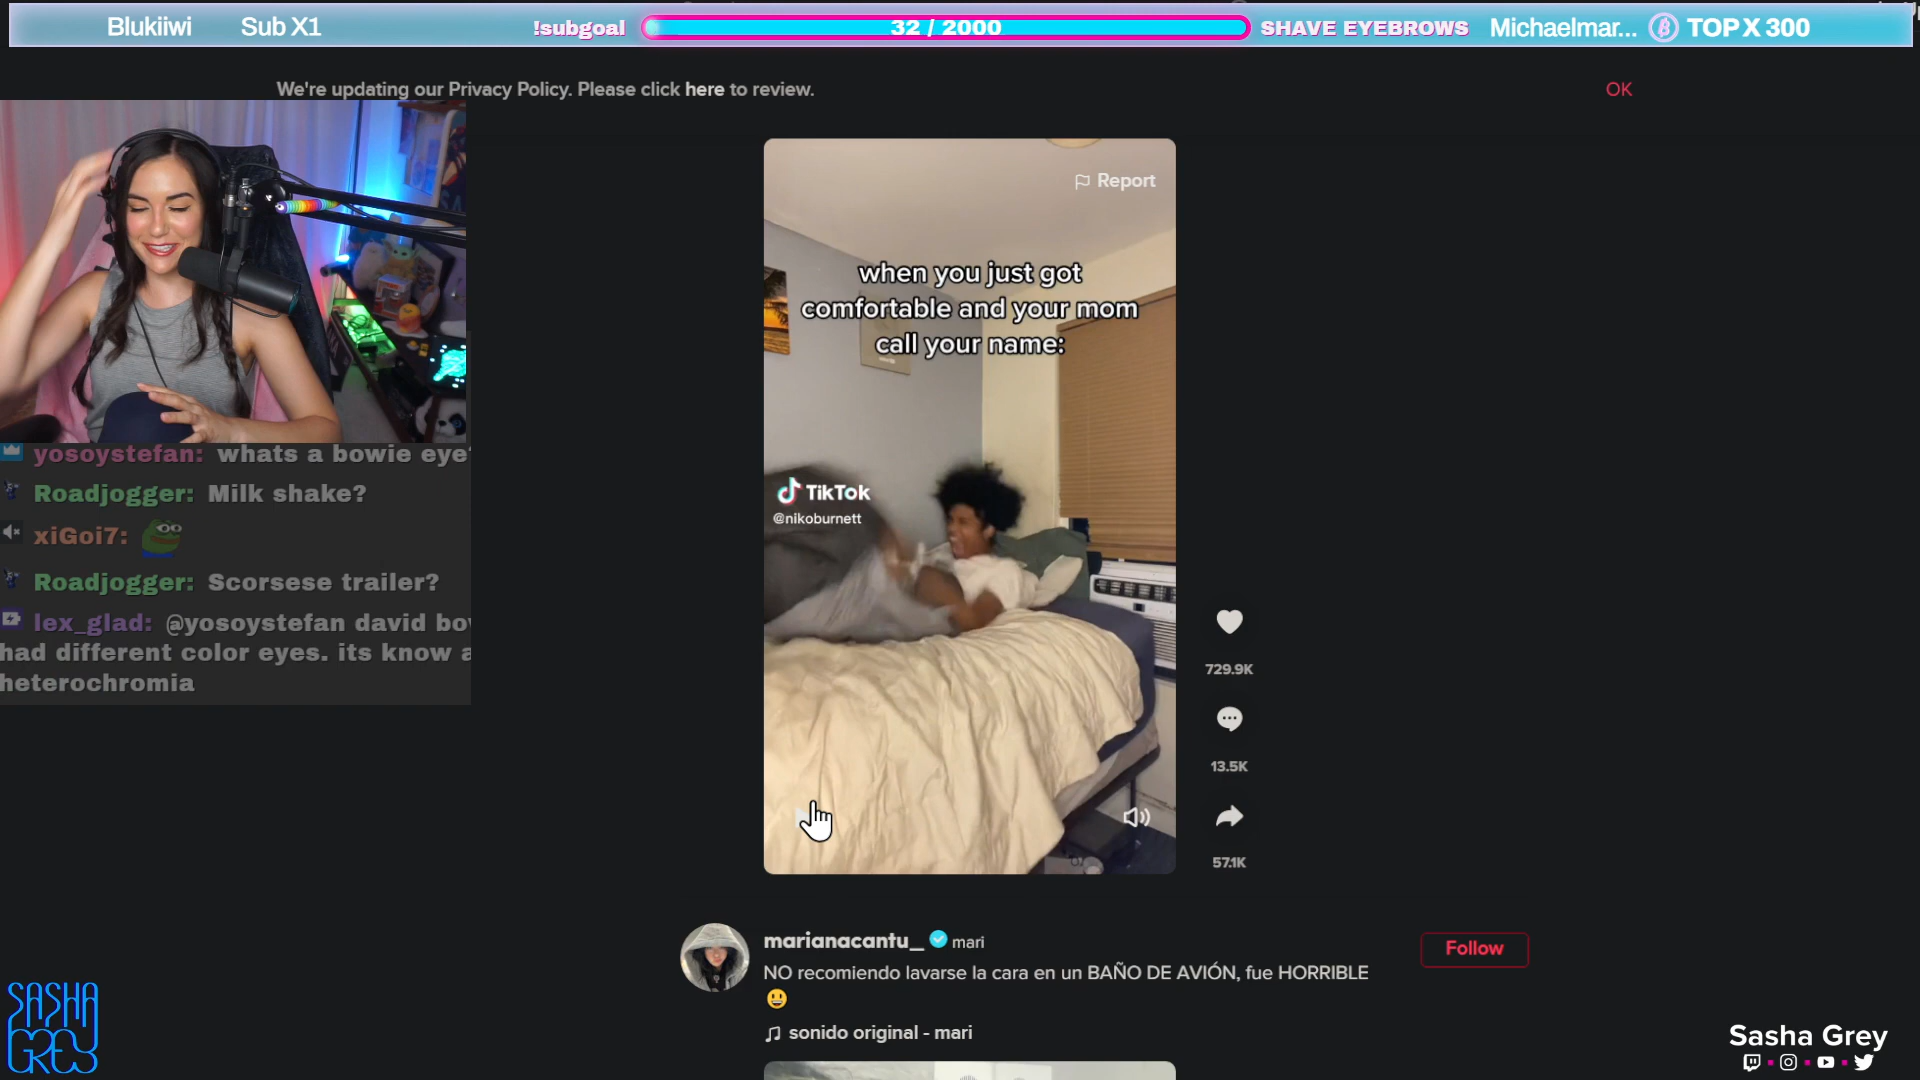 Blukiiwi Sub X1 !subgoal 32 / 2000 SHAVE EYEBROWS Michaelmar... TOP X 300
We're updating our Privacy Policy. Please click here to review. OK
Report
when you just got
comfortable and your mom
call your name:
TikTok
@nikoburnett
yosoystefan: whats a bowie eye
Roadjogger: Milk shake?
xiGoi7:
Roadjogger: Scorsese trailer?
lex_glad: @yosoystefan david bo
had different color eyes. its know a
heterochromia
729.9K
13.5K
57.1K
marianacantu_ mari
Follow
NO recomiendo lavarse la cara en un BAÑO DE AVIÓN, fue HORRIBLE
😃
sonido original - mari
SASHA
GREY
Sasha Grey